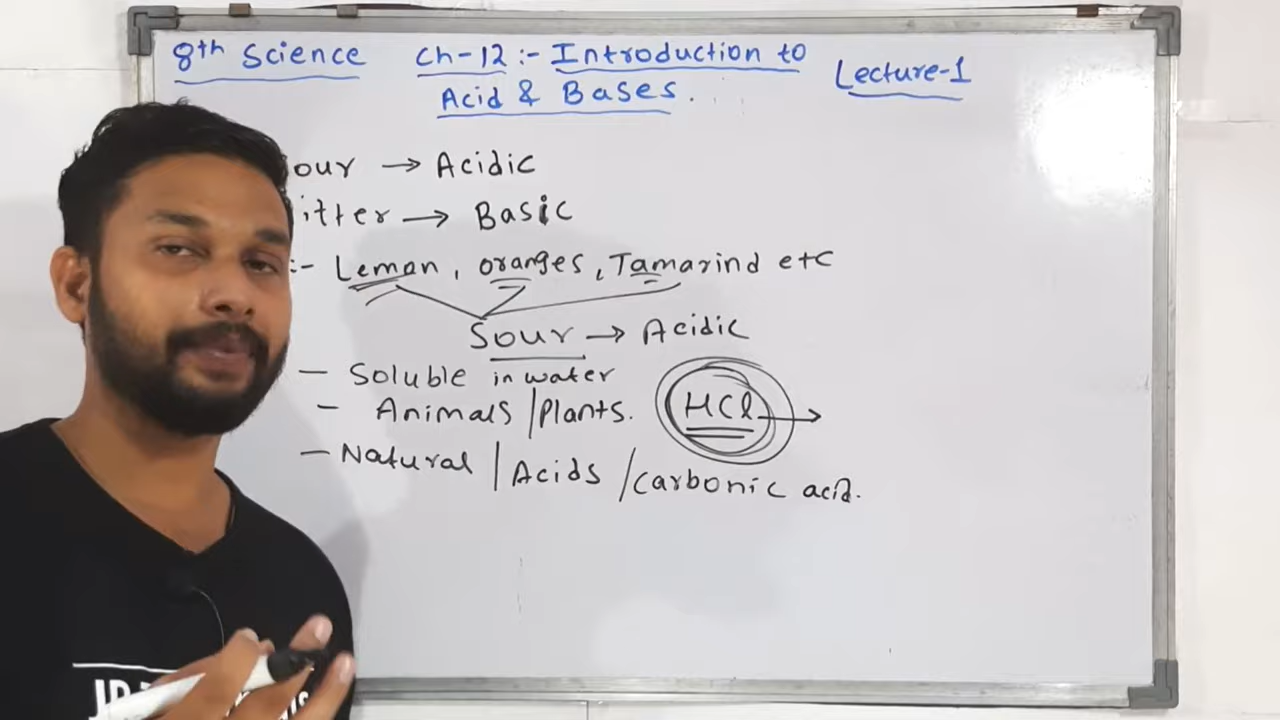 8th Science Ch-12:- Introduction to Lecture-1
Acid & Bases.
our → Acidic
itter → Basic
:- Lemon, oranges, Tamarind etc
Sour → Acidic
- Soluble in water
- Animals/Plants. HCl →
- Natural / Acids / carbonic acid.